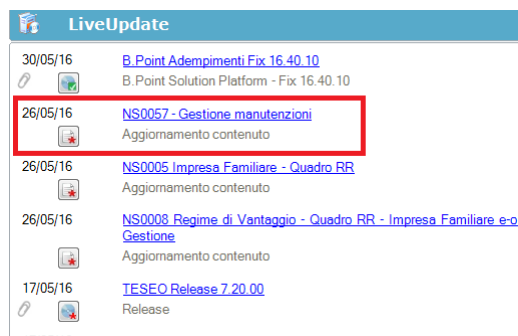 LiveUpdate
30/05/16 B.Point Adempimenti Fix 16.40.10
B.Point Solution Platform - Fix 16.40.10
26/05/16 NS0057 - Gestione manutenzioni
Aggiornamento contenuto
26/05/16 NS0005 Impresa Familiare - Quadro RR
Aggiornamento contenuto
26/05/16 NS0008 Regime di Vantaggio - Quadro RR - Impresa Familiare e-o
Gestione
Aggiornamento contenuto
17/05/16 TESEO Release 7.20.00
Release